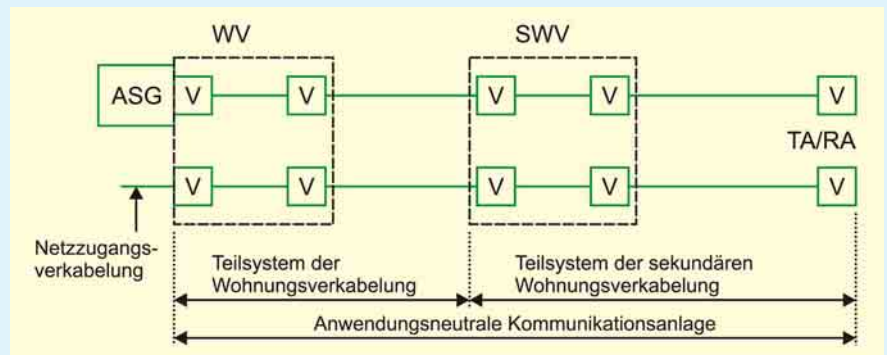 WV SWV
ASG V V V V V
TA/RA
V V V V V
Netzzugangs-
verkabelung
Teilsystem der
Wohnungsverkabelung
Teilsystem der sekundären
Wohnungsverkabelung
Anwendungsneutrale Kommunikationsanlage